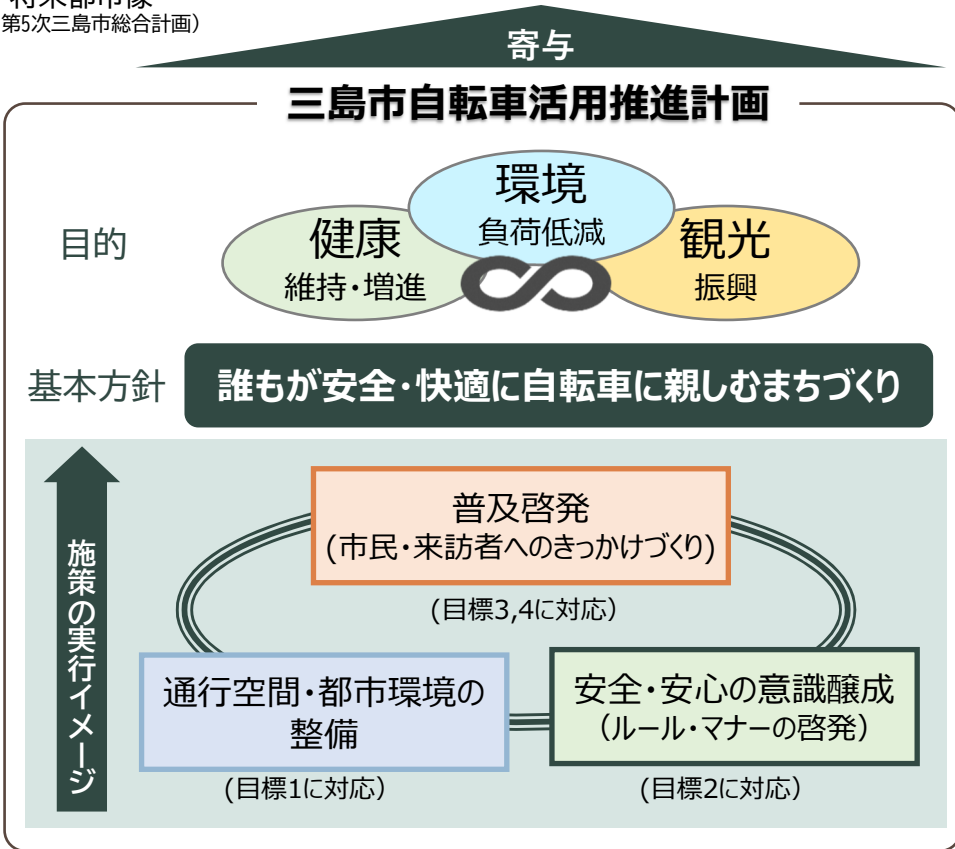 将来都市像
第5次三島市総合計画）
寄与
三島市自転車活用推進計画
目的
環境
負荷低減
健康
維持・増進
観光
振興
基本方針
誰もが安全・快適に自転車に親しむまちづくり
施策の実行イメージ
普及啓発
(市民・来訪者へのきっかけづくり)
(目標3,4に対応）
通行空間・都市環境の
整備
(目標1に対応）
安全・安心の意識醸成
（ルール・マナーの啓発）
(目標2に対応）